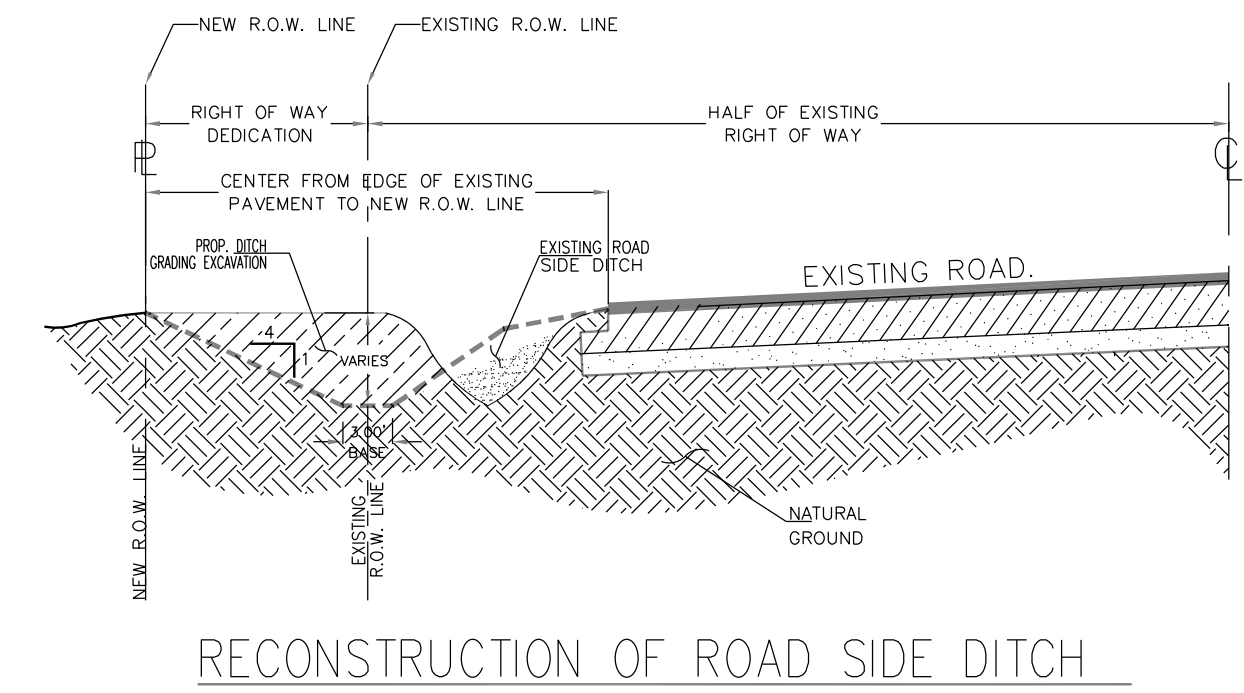 NEW R.O.W. LINE
EXISTING R.O.W. LINE
RIGHT OF WAY
DEDICATION
HALF OF EXISTING
RIGHT OF WAY
PL
CL
CENTER FROM EDGE OF EXISTING
PAVEMENT TO NEW R.O.W. LINE
PROP. DITCH
GRADING EXCAVATION
EXISTING ROAD
SIDE DITCH
EXISTING ROAD.
4
1
VARIES
3.00'
BASE
NEW R.O.W. LINE
EXISTING
R.O.W. LINE
NATURAL
GROUND
RECONSTRUCTION OF ROAD SIDE DITCH